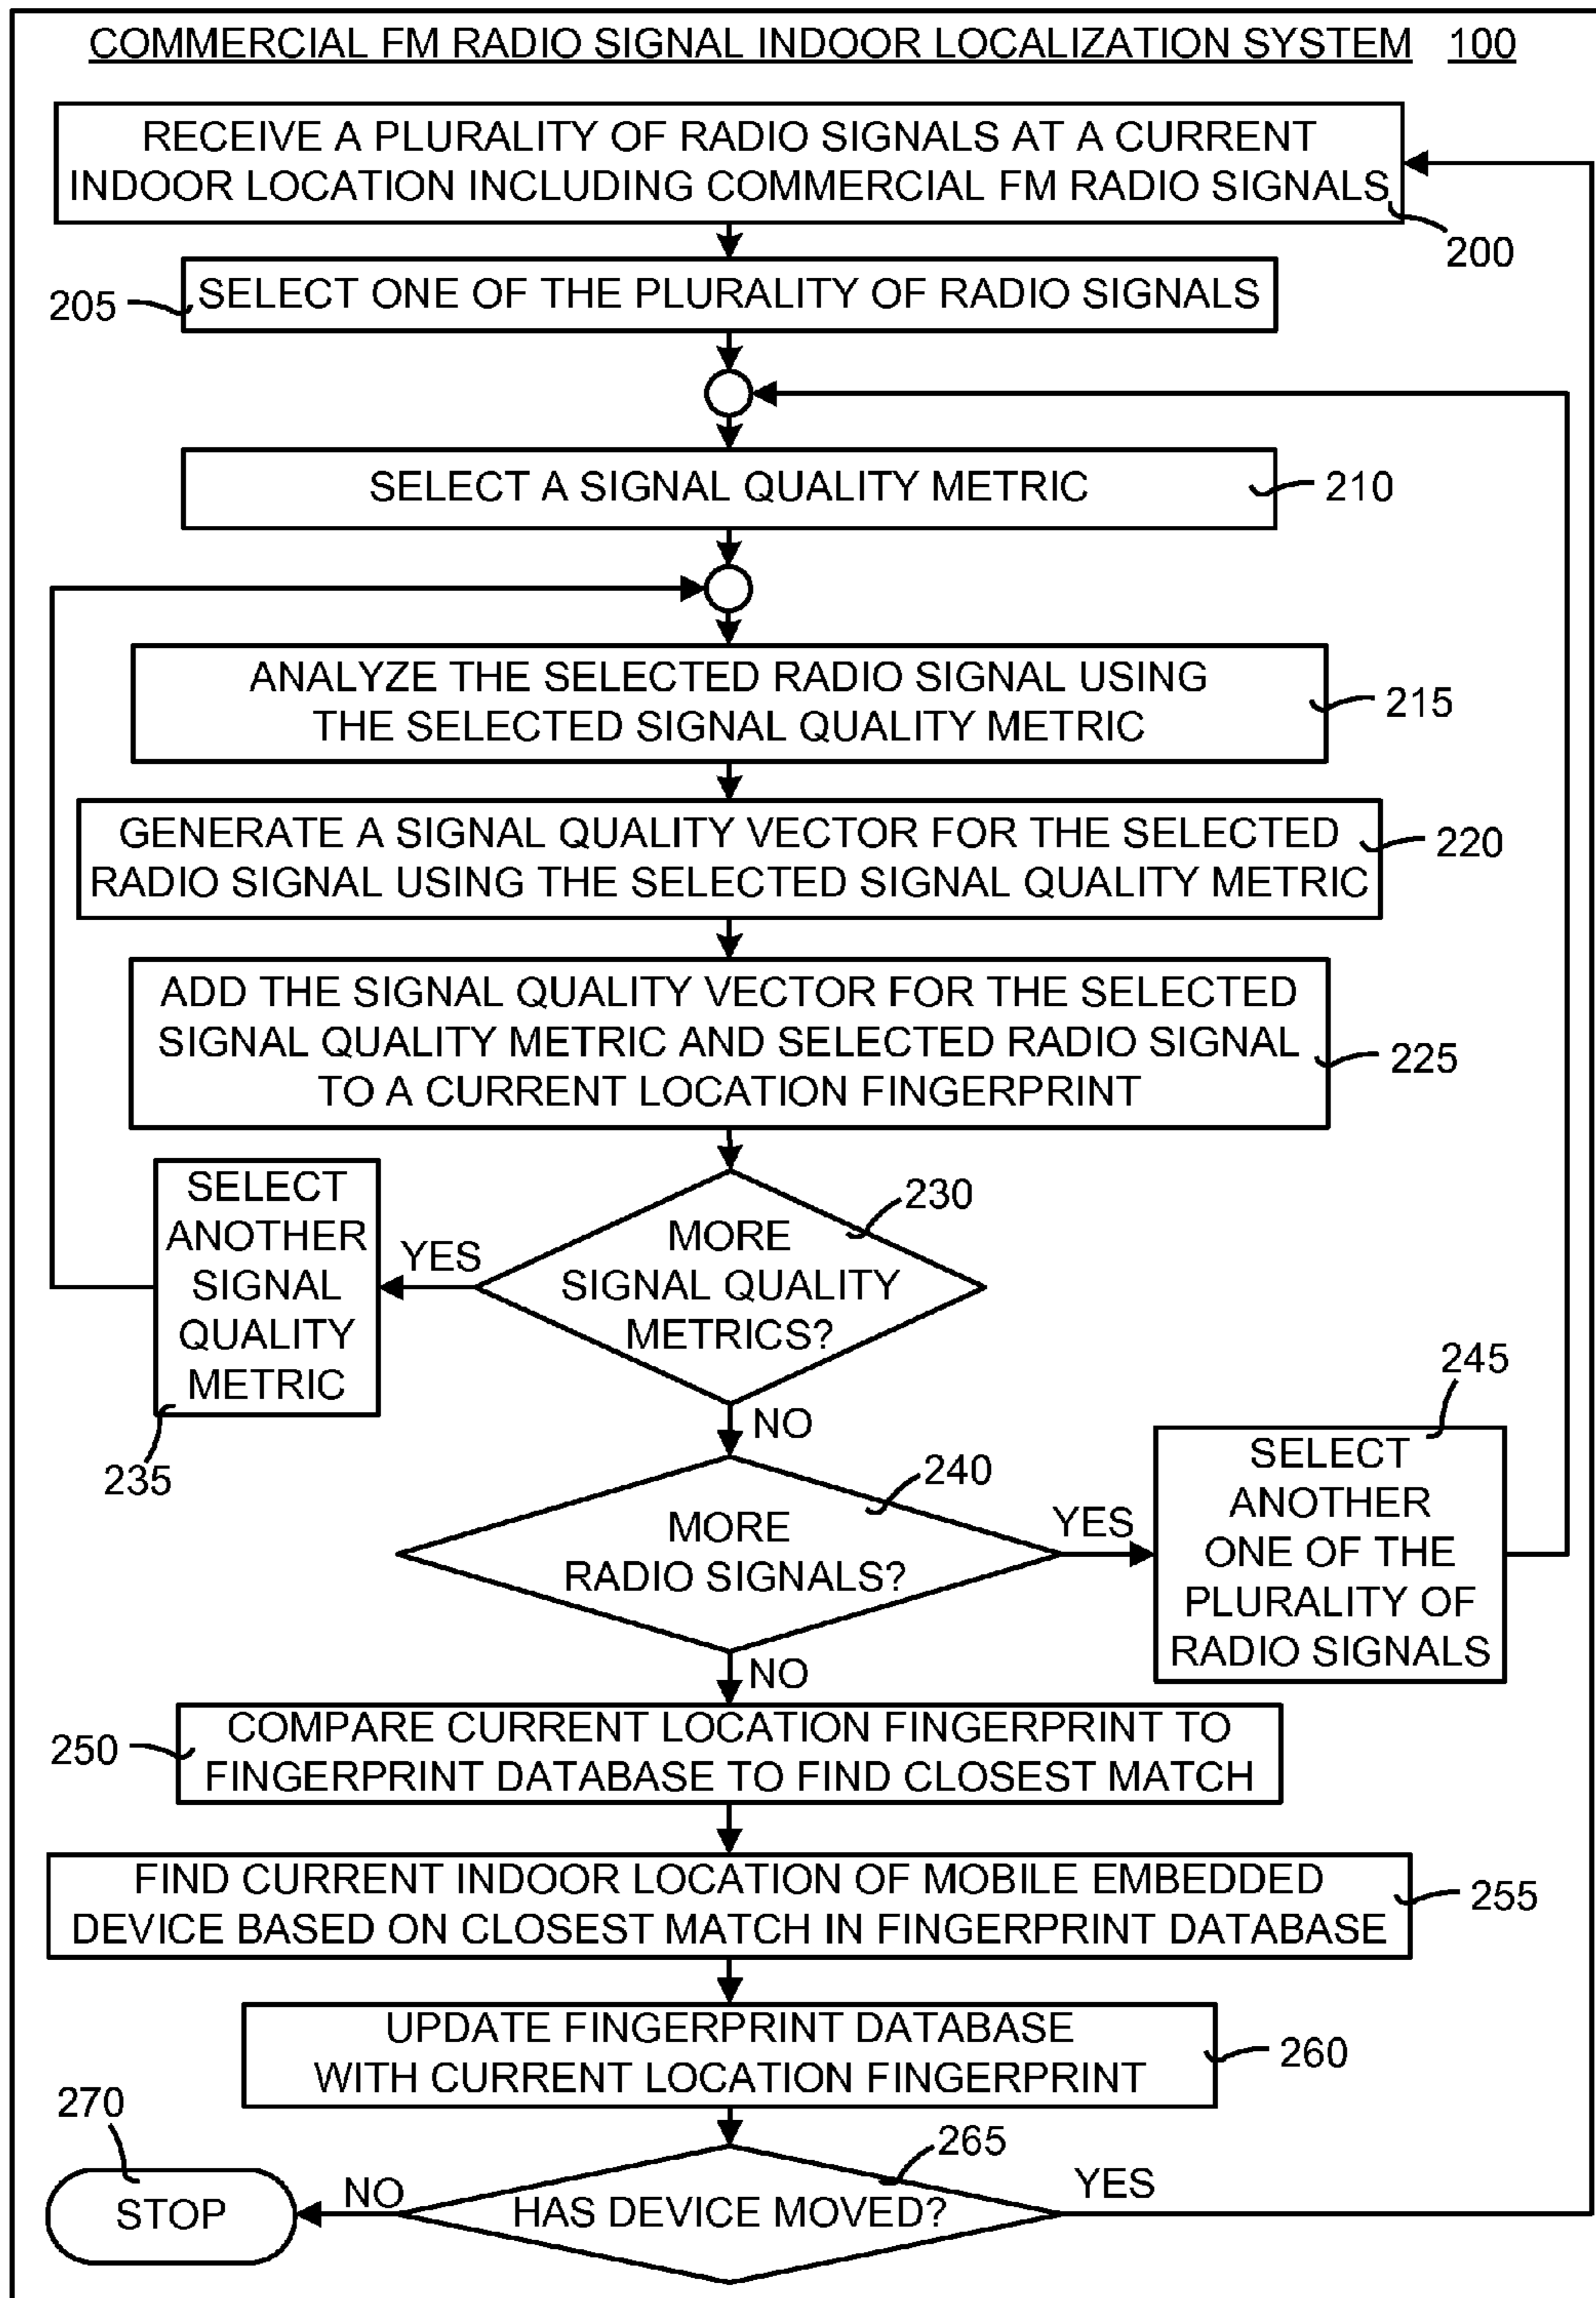 COMMERCIAL FM RADIO SIGNAL INDOOR LOCALIZATION SYSTEM 100
RECEIVE A PLURALITY OF RADIO SIGNALS AT A CURRENT
INDOOR LOCATION INCLUDING COMMERCIAL FM RADIO SIGNALS
200
205
SELECT ONE OF THE PLURALITY OF RADIO SIGNALS
SELECT A SIGNAL QUALITY METRIC
210
ANALYZE THE SELECTED RADIO SIGNAL USING
THE SELECTED SIGNAL QUALITY METRIC
215
GENERATE A SIGNAL QUALITY VECTOR FOR THE SELECTED
RADIO SIGNAL USING THE SELECTED SIGNAL QUALITY METRIC
220
ADD THE SIGNAL QUALITY VECTOR FOR THE SELECTED
SIGNAL QUALITY METRIC AND SELECTED RADIO SIGNAL
TO A CURRENT LOCATION FINGERPRINT
225
MORE
SIGNAL QUALITY
METRICS?
230
YES
SELECT
ANOTHER
SIGNAL
QUALITY
METRIC
235
NO
MORE
RADIO SIGNALS?
240
YES
SELECT
ANOTHER
ONE OF THE
PLURALITY OF
RADIO SIGNALS
245
NO
COMPARE CURRENT LOCATION FINGERPRINT TO
FINGERPRINT DATABASE TO FIND CLOSEST MATCH
250
FIND CURRENT INDOOR LOCATION OF MOBILE EMBEDDED
DEVICE BASED ON CLOSEST MATCH IN FINGERPRINT DATABASE
255
UPDATE FINGERPRINT DATABASE
WITH CURRENT LOCATION FINGERPRINT
260
HAS DEVICE MOVED?
265
YES
NO
STOP
270